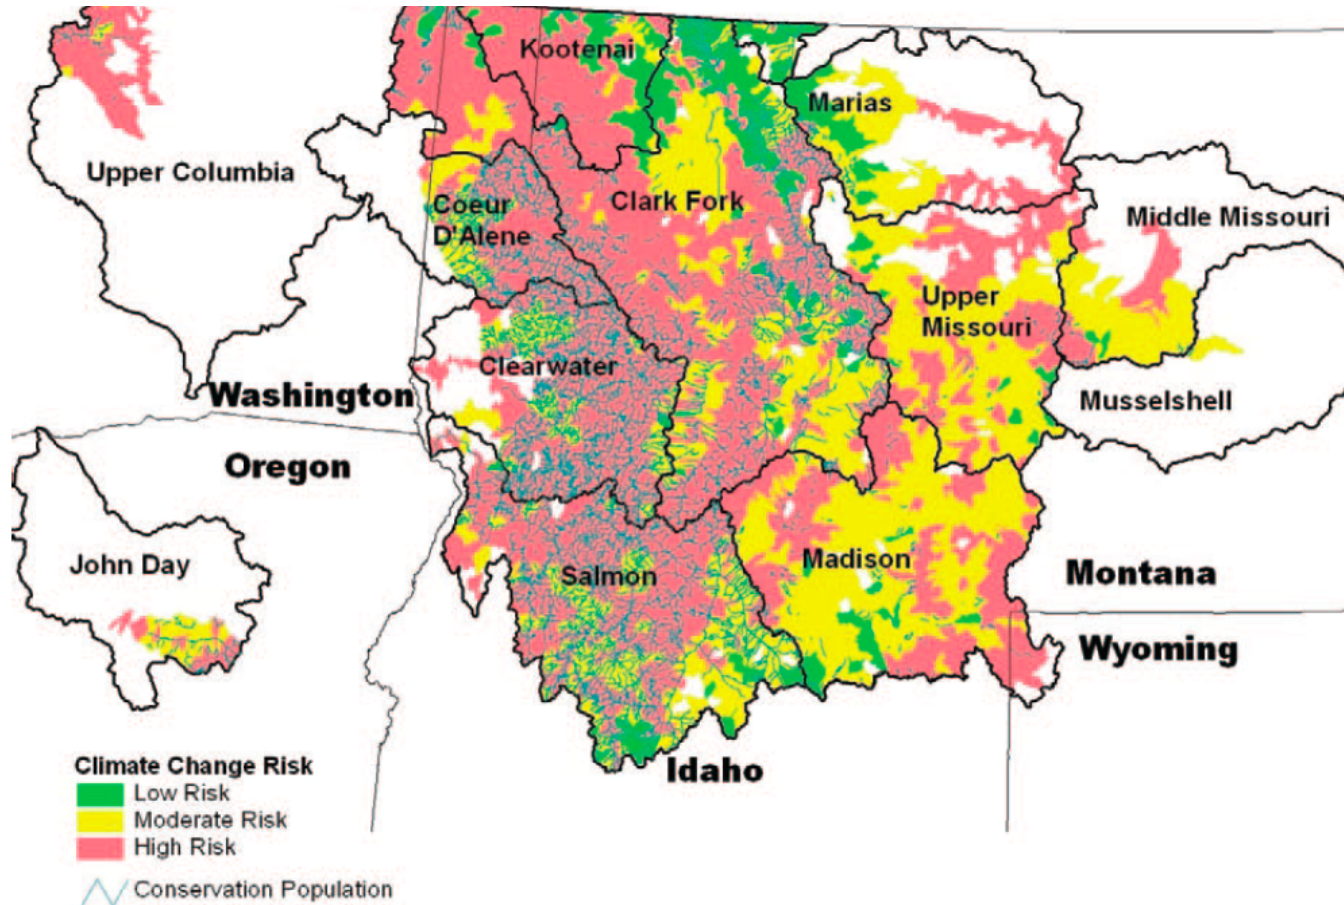 Kootenai
Marias
Upper Columbia
Clark Fork
Coeur
D'Alene
Middle Missouri
Upper
Missouri
Clearwater
Washington
Musselshell
Oregon
John Day
Salmon
Madison
Montana
Wyoming
Idaho
Climate Change Risk
Low Risk
Moderate Risk
High Risk
Conservation Population